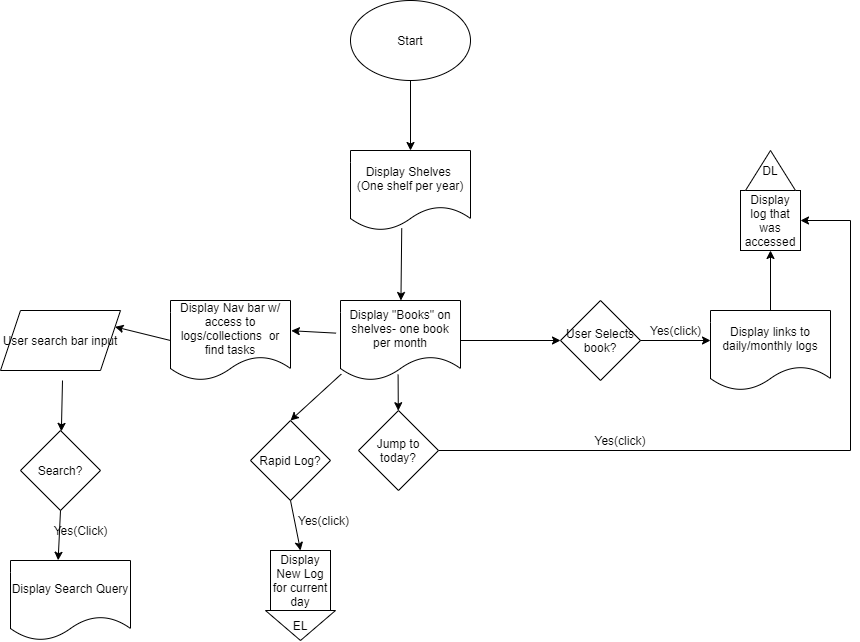 Start
Display Shelves
(One shelf per year)
DL
Display
log that
was
accessed
Display Nav bar w/
access to
logs/collections or
find tasks
Display "Books" on
shelves- one book
per month
User search bar input
User Selects
book?
Yes(click)
Display links to
daily/monthly logs
Search?
Rapid Log?
Jump to
today?
Yes(click)
Yes(Click)
Yes(click)
Display Search Query
Display
New Log
for current
day
EL